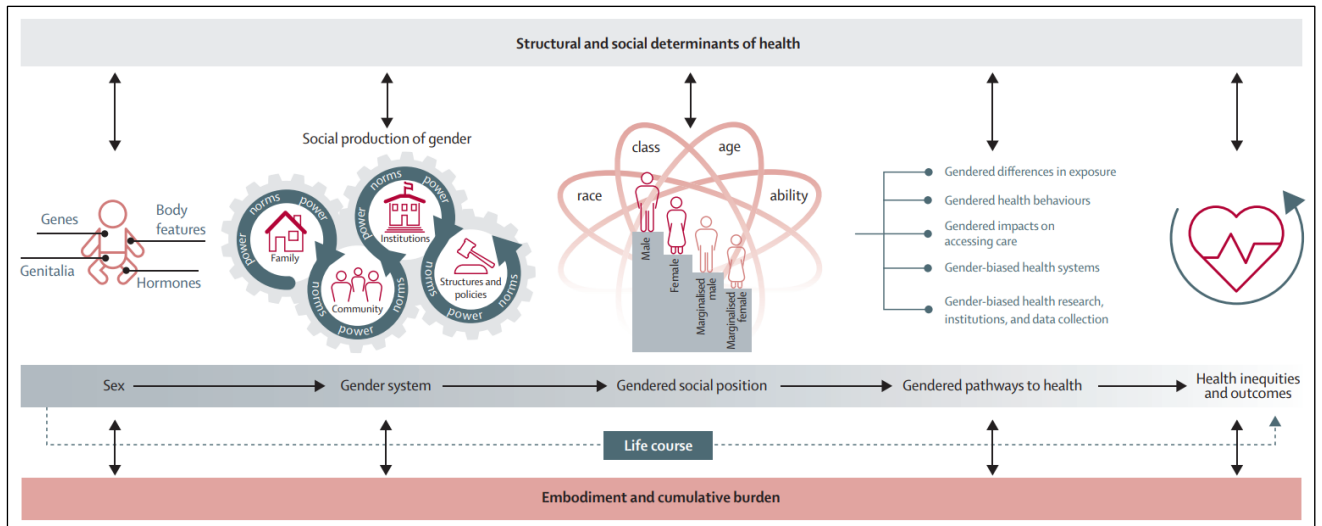 Structural and social determinants of health
Social production of gender
Genes
Body
features
Genitalia
Hormones
norms
power
power
Family
norms
power
norms
Community
norms
power
power
Institutions
norms
power
norms
Structures and
policies
race
class
age
ability
Male
Female
Marginalised
male
Marginalised
female
Gendered differences in exposure
Gendered health behaviours
Gendered impacts on
accessing care
Gender-biased health systems
Gender-biased health research,
institutions, and data collection
Sex
Gender system
Gendered social position
Gendered pathways to health
Health inequities
and outcomes
Life course
Embodiment and cumulative burden